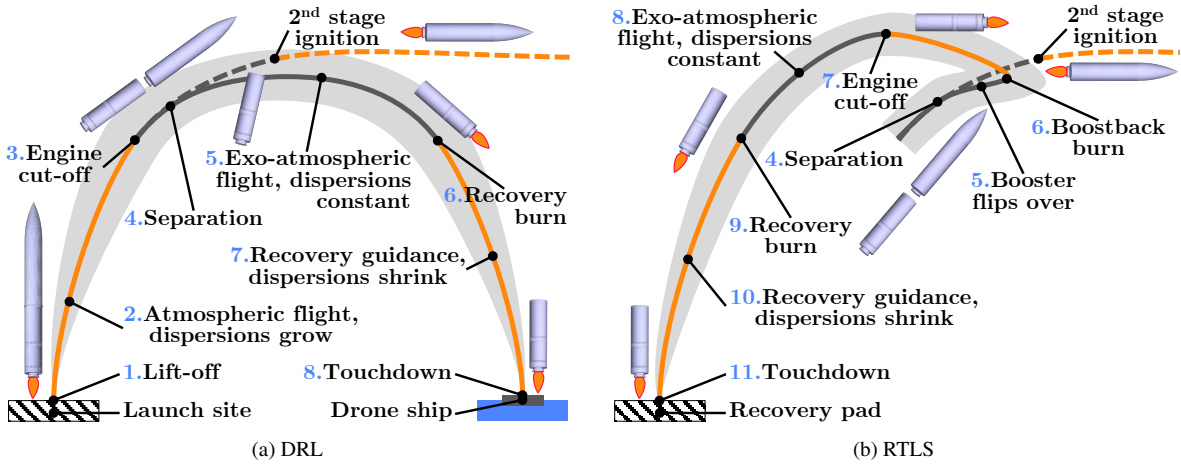 2nd stage
ignition
3.Engine
cut-off
5.Exo-atmospheric
flight, dispersions
constant
4.Separation
6.Recovery
burn
7.Recovery guidance,
dispersions shrink
2.Atmospheric flight,
dispersions grow
1.Lift-off
8.Touchdown
Launch site
Drone ship
(a) DRL
8.Exo-atmospheric
flight, dispersions
constant
2nd stage
ignition
7.Engine
cut-off
6.Boostback
burn
4.Separation
5.Booster
flips over
9.Recovery
burn
10.Recovery guidance,
dispersions shrink
11.Touchdown
Recovery pad
(b) RTLS